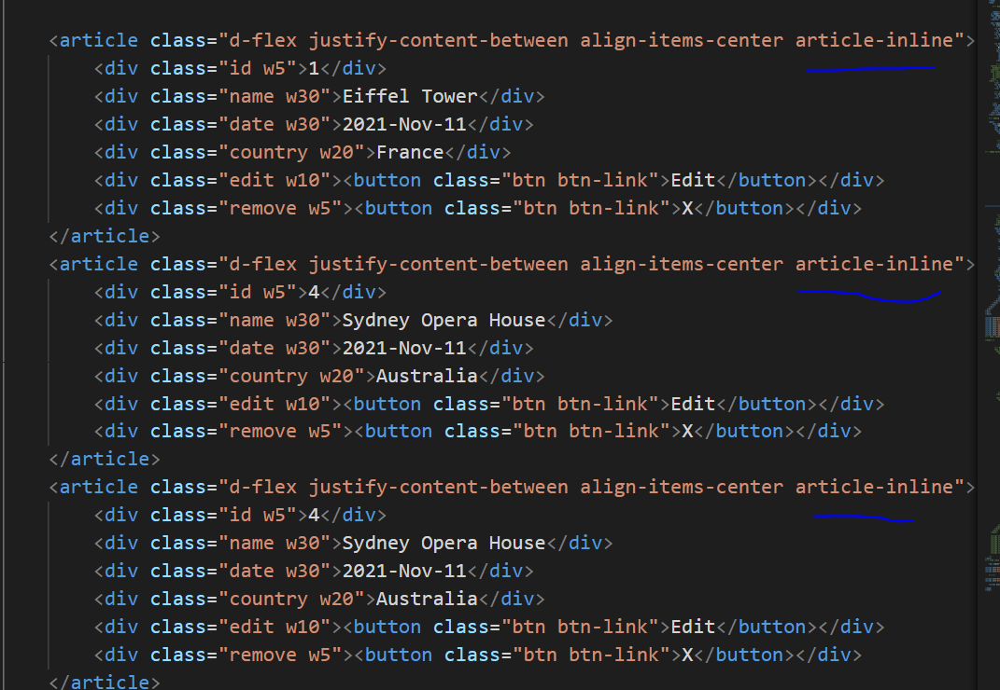 <article class="d-flex justify-content-between align-items-center article-inline">
<div class="id w5">1</div>
<div class="name w30">Eiffel Tower</div>
<div class="date w30">2021-Nov-11</div>
<div class="country w20">France</div>
<div class="edit w10"><button class="btn btn-link">Edit</button></div>
<div class="remove w5"><button class="btn btn-link">X</button></div>
</article>
<article class="d-flex justify-content-between align-items-center article-inline">
<div class="id w5">4</div>
<div class="name w30">Sydney Opera House</div>
<div class="date w30">2021-Nov-11</div>
<div class="country w20">Australia</div>
<div class="edit w10"><button class="btn btn-link">Edit</button></div>
<div class="remove w5"><button class="btn btn-link">X</button></div>
</article>
<article class="d-flex justify-content-between align-items-center article-inline">
<div class="id w5">4</div>
<div class="name w30">Sydney Opera House</div>
<div class="date w30">2021-Nov-11</div>
<div class="country w20">Australia</div>
<div class="edit w10"><button class="btn btn-link">Edit</button></div>
<div class="remove w5"><button class="btn btn-link">X</button></div>
</article>